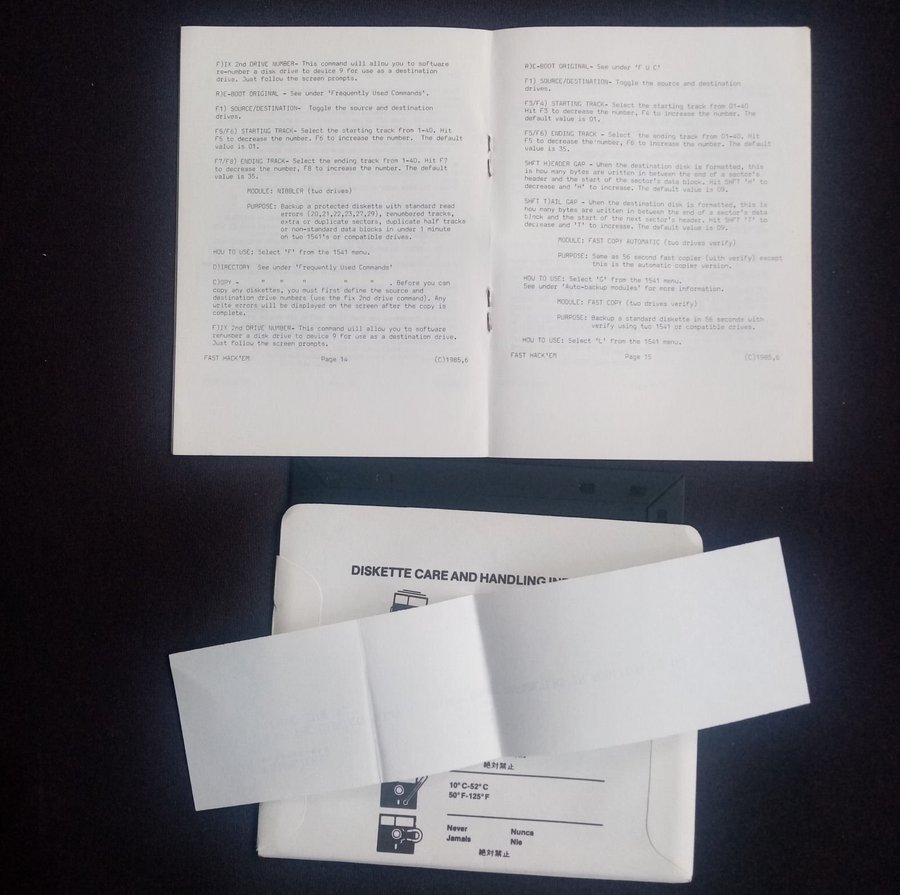 F)IX 2nd DRIVE NUMBER- This command will allow you to software
re-number a disk drive to device 9 for use as a destination
drive. Just follow the screen prompts.
R)E-BOOT ORIGINAL - See under 'Frequently Used Commands'.
F1) SOURCE/DESTINATION- Toggle the source and destination
drives.
F5/F6) STARTING TRACK- Select the starting track from 1-40. Hit
F5 to decrease the number. F6 to increase the number. The default
value is 01.
F7/F8) ENDING TRACK- Select the ending track from 1-40. Hit F7
to decrease the number, F8 to increase the number. The default
value is 35.
MODULE: NIBBLER (two drives)
PURPOSE: Backup a protected diskette with standard read
errors (20,21,22,23,27,29), renumbered tracks,
extra or duplicate sectors, duplicate half tracks
or non-standard data blocks in under 1 minute
on two 1541's or compatible drives.
HOW TO USE: Select 'F' from the 1541 menu.
D)IRECTORY See under 'Frequently Used Commands'
C)OPY - " " " " " " . Before you can
copy any diskettes, you must first define the source and
destination drive numbers (use the fix 2nd drive command). Any
write errors will be displayed on the screen after the copy is
complete.
F)IX 2nd DRIVE NUMBER- This command will allow you to software
renumber a disk drive to device 9 for use as a destination drive.
Just follow the screen prompts.
FAST HACK'EM Page 14 (C)1985,6
R)E-BOOT ORIGINAL- See under 'F U C'
F1) SOURCE/DESTINATION- Toggle the source and destination
drives.
F3/F4) STARTING TRACK- Select the starting track from 01-40
Hit F3 to decrease the number, F4 to increase the number. The
default value is 01.
F5/F6) ENDING TRACK - Select the ending track from 01-40. Hit
F5 to decrease the number, F6 to increase the number. The default
value is 35.
SHFT H)EADER GAP - When the destination disk is formatted, this
is how many bytes are written in between the end of a sector's
header and the start of the sector's data block. Hit SHFT 'H' to
decrease and 'H' to increase. The default value is 09.
SHFT T)AIL GAP - When the destination disk is formatted, this is
how many bytes are written in between the end of a sector's data
block and the start of the next sector's header. Hit SHFT 'T' to
decrease and 'T' to increase. The default value is 09.
MODULE: FAST COPY AUTOMATIC (two drives verify)
PURPOSE: Same as 56 second fast copier (with verify) except
this is the automatic copier version.
HOW TO USE: Select 'G' from the 1541 menu.
See under 'Auto-backup modules' for more information.
MODULE: FAST COPY (two drives verify)
PURPOSE: Backup a standard diskette in 56 seconds with
verify using two 1541 or compatible drives.
HOW TO USE: Select 'L' from the 1541 menu.
FAST HACK'EM Page 15 (C)1985,6
DISKETTE CARE AND HANDLING
絶対禁止
10°C-52°C
50°F-125°F
Never Nunca
Jamais Nie
絶対禁止